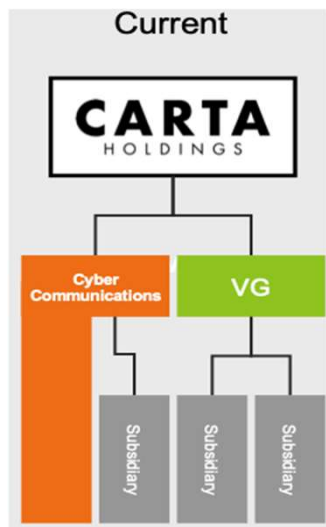 Current
CARTA
HOLDINGS
Cyber
Communications
VG
Subsidiary
Subsidiary
Subsidiary